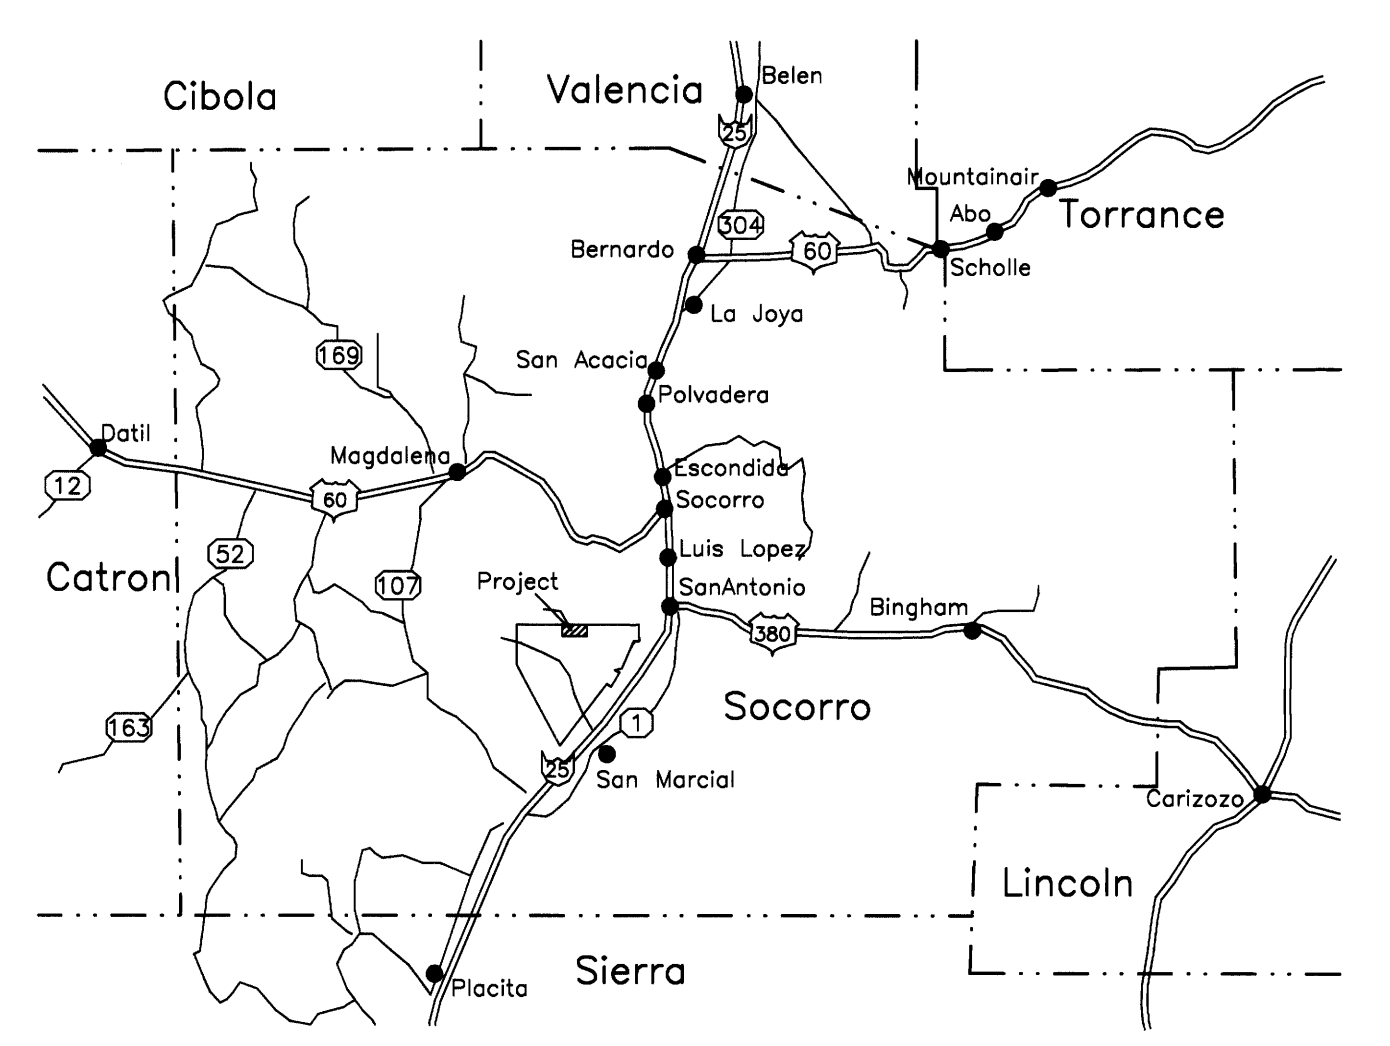 Belen
Cibola
Valencia
25
Mountainair
Abo
Torrance
304
Bernardo
60
Scholle
La Joya
169
San Acacia
Polvadera
Datil
Magdalena
Escondida
12
60
Socorro
52
Luis Lopez
Catron
107
Project
SanAntonio
Bingham
380
Socorro
163
1
25
San Marcial
Carizozo
Lincoln
Sierra
Placita